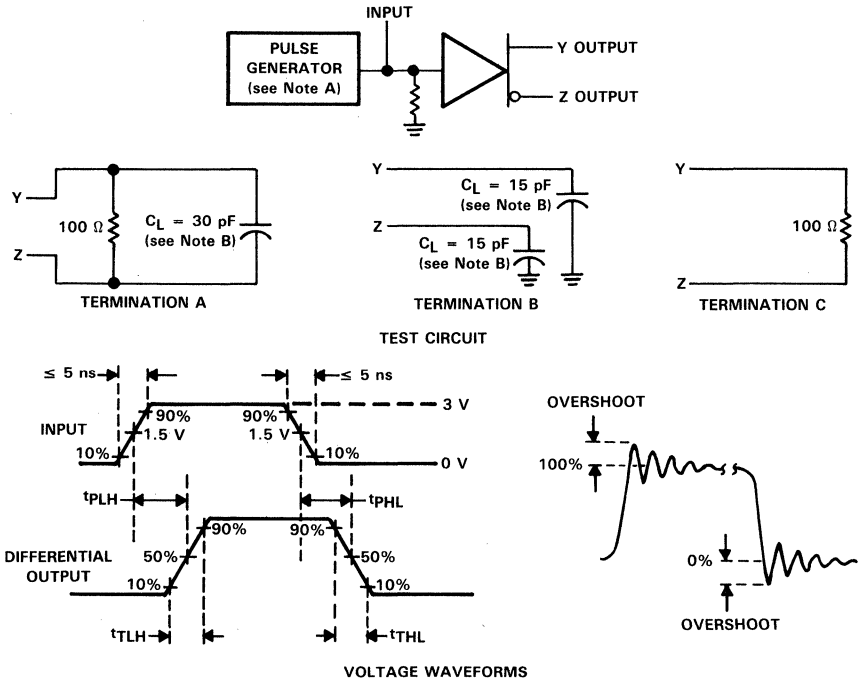 INPUT
PULSE
GENERATOR
(see Note A)
Y OUTPUT
Z OUTPUT
Y
Z
100 Ω
CL = 30 pF
(see Note B)
TERMINATION A
Y
CL = 15 pF
(see Note B)
Z
CL = 15 pF
(see Note B)
TERMINATION B
Y
100 Ω
Z
TERMINATION C
TEST CIRCUIT
≤ 5 ns
≤ 5 ns
INPUT
10%
90%
1.5 V
90%
1.5 V
10%
3 V
0 V
tPLH
tPHL
DIFFERENTIAL
OUTPUT
10%
50%
90%
90%
50%
10%
tTLH
tTHL
OVERSHOOT
100%
0%
OVERSHOOT
VOLTAGE WAVEFORMS